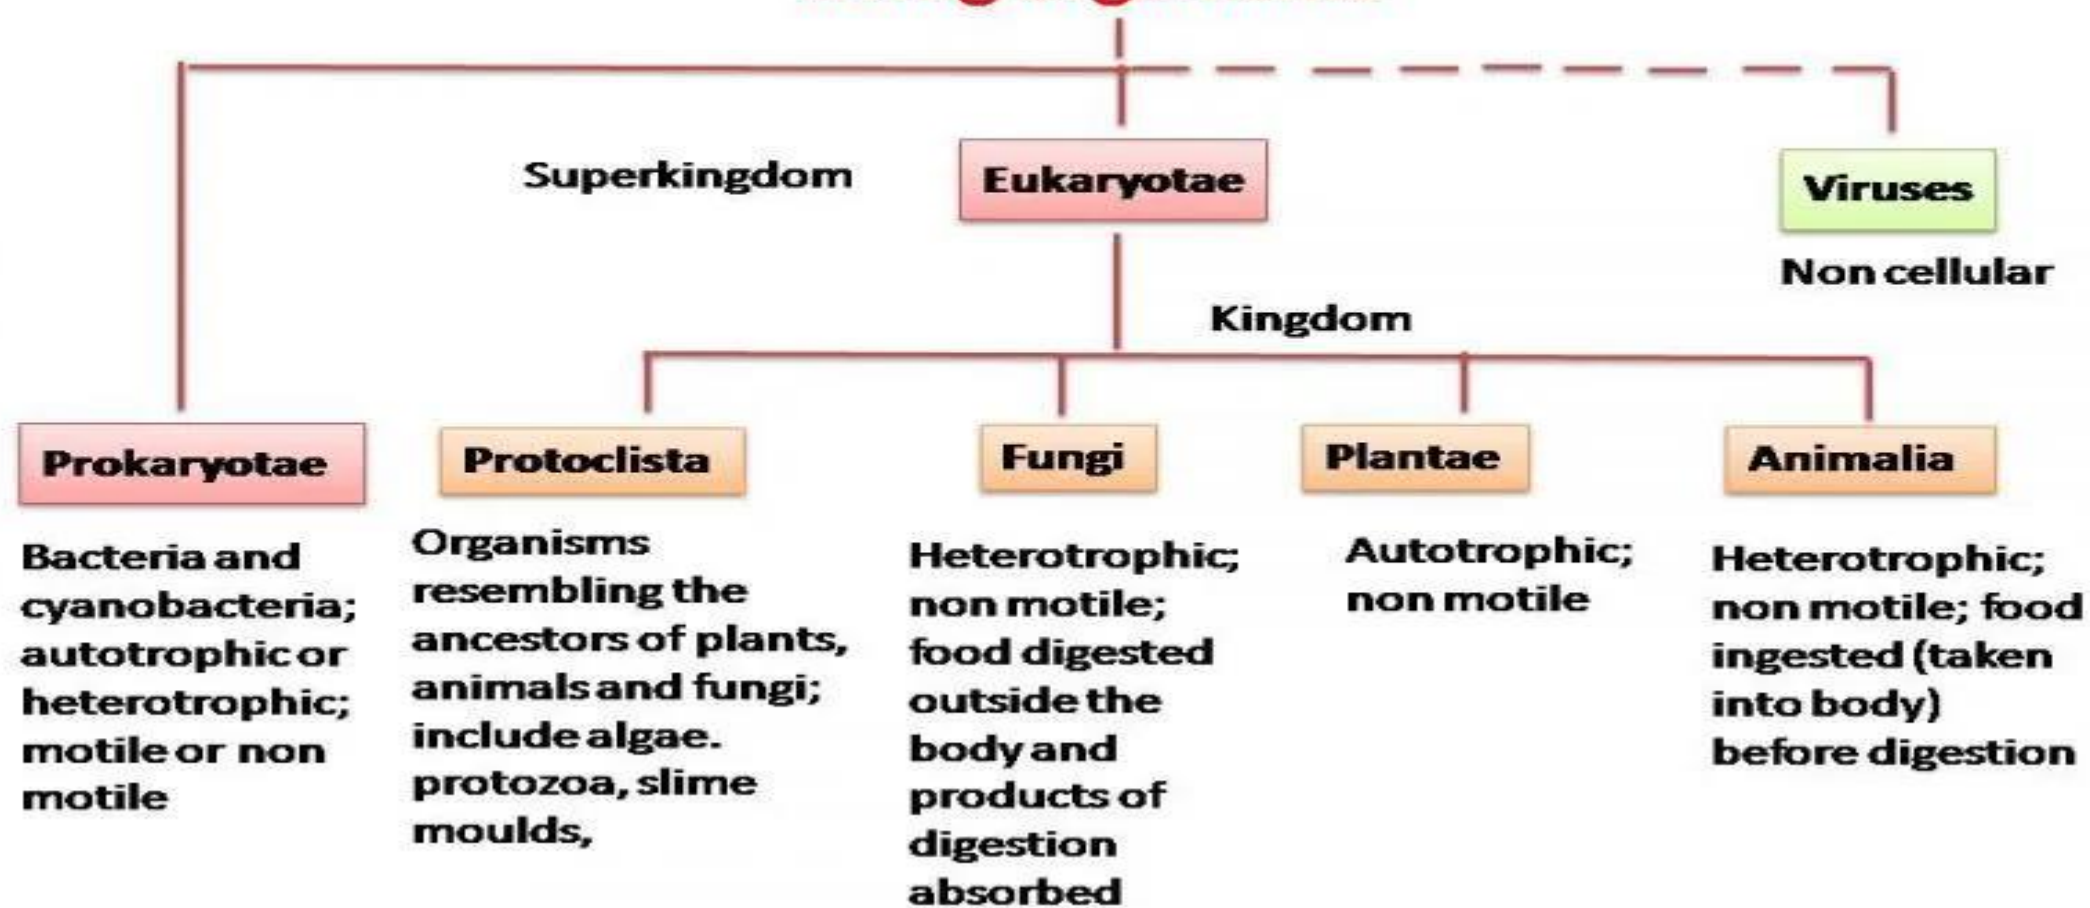 Superkingdom
Eukaryotae
Viruses
Non cellular
Kingdom
Prokaryotae
Bacteria and
cyanobacteria;
autotrophic or
heterotrophic;
motile or non
motile
Protoclista
Organisms
resembling the
ancestors of plants,
animals and fungi;
include algae.
protozoa, slime
moulds,
Fungi
Heterotrophic;
non motile;
food digested
outside the
body and
products of
digestion
absorbed
Plantae
Autotrophic;
non motile
Animalia
Heterotrophic;
non motile; food
ingested (taken
into body)
before digestion